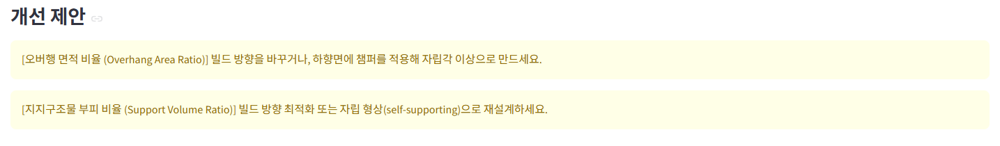 개선 제안
[오버행 면적 비율 (Overhang Area Ratio)] 빌드 방향을 바꾸거나, 하향면에 챔퍼를 적용해 자립각 이상으로 만드세요.
[지지구조물 부피 비율 (Support Volume Ratio)] 빌드 방향 최적화 또는 자립 형상(self-supporting)으로 재설계하세요.